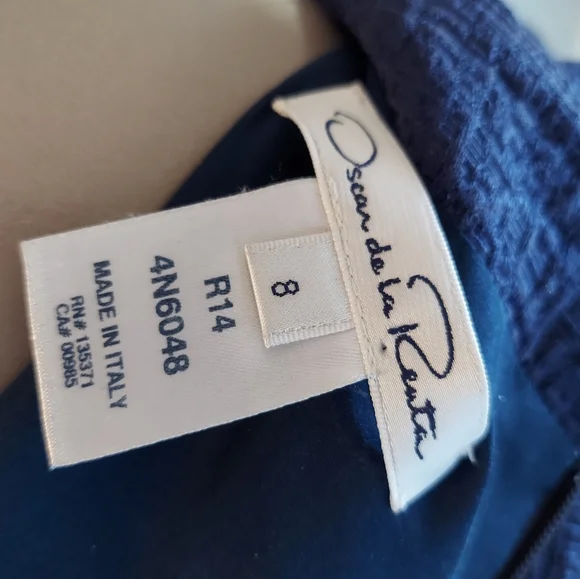 Oscar de la Renta
8
R14
4N6048
MADE IN ITALY
RN# 135371
CA# 00985